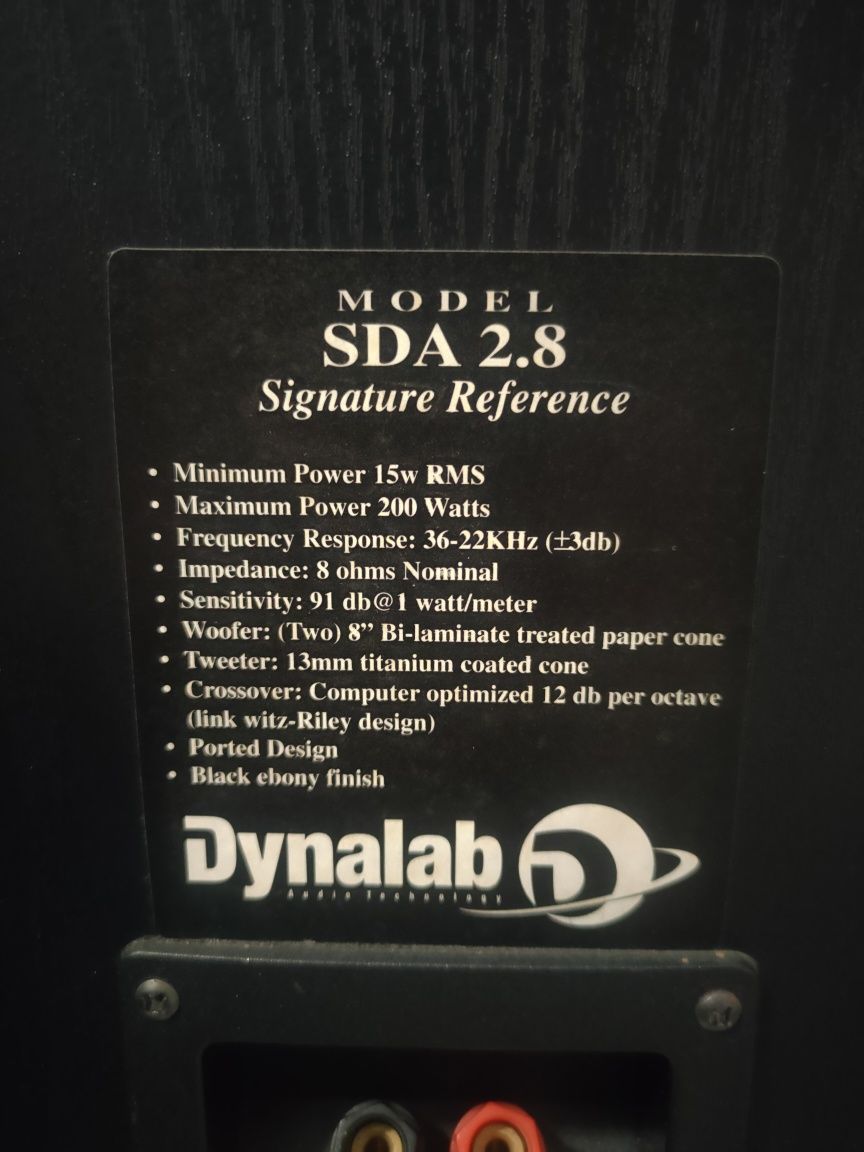 MODEL
SDA 2.8
Signature Reference
• Minimum Power 15w RMS
• Maximum Power 200 Watts
• Frequency Response: 36-22KHz (±3db)
• Impedance: 8 ohms Nominal
• Sensitivity: 91 db@1 watt/meter
• Woofer: (Two) 8” Bi-laminate treated paper cone
• Tweeter: 13mm titanium coated cone
• Crossover: Computer optimized 12 db per octave
(link witz-Riley design)
• Ported Design
• Black ebony finish
Dynalab
Audio Technology